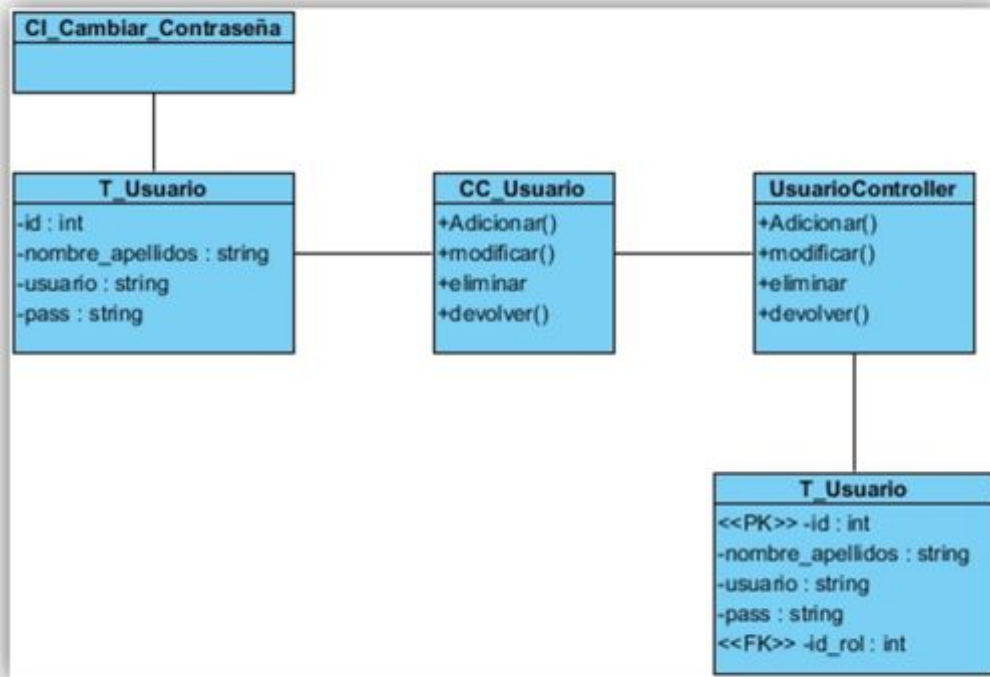 CI_Cambiar_Contraseña
T_Usuario
-id : int
-nombre_apellidos : string
-usuario : string
-pass : string
CC_Usuario
+Adicionar()
+modificar()
+eliminar
+devolver()
UsuarioController
+Adicionar()
+modificar()
+eliminar
+devolver()
T_Usuario
<<PK>> -id : int
-nombre_apellidos : string
-usuario : string
-pass : string
<<FK>> -id_rol : int